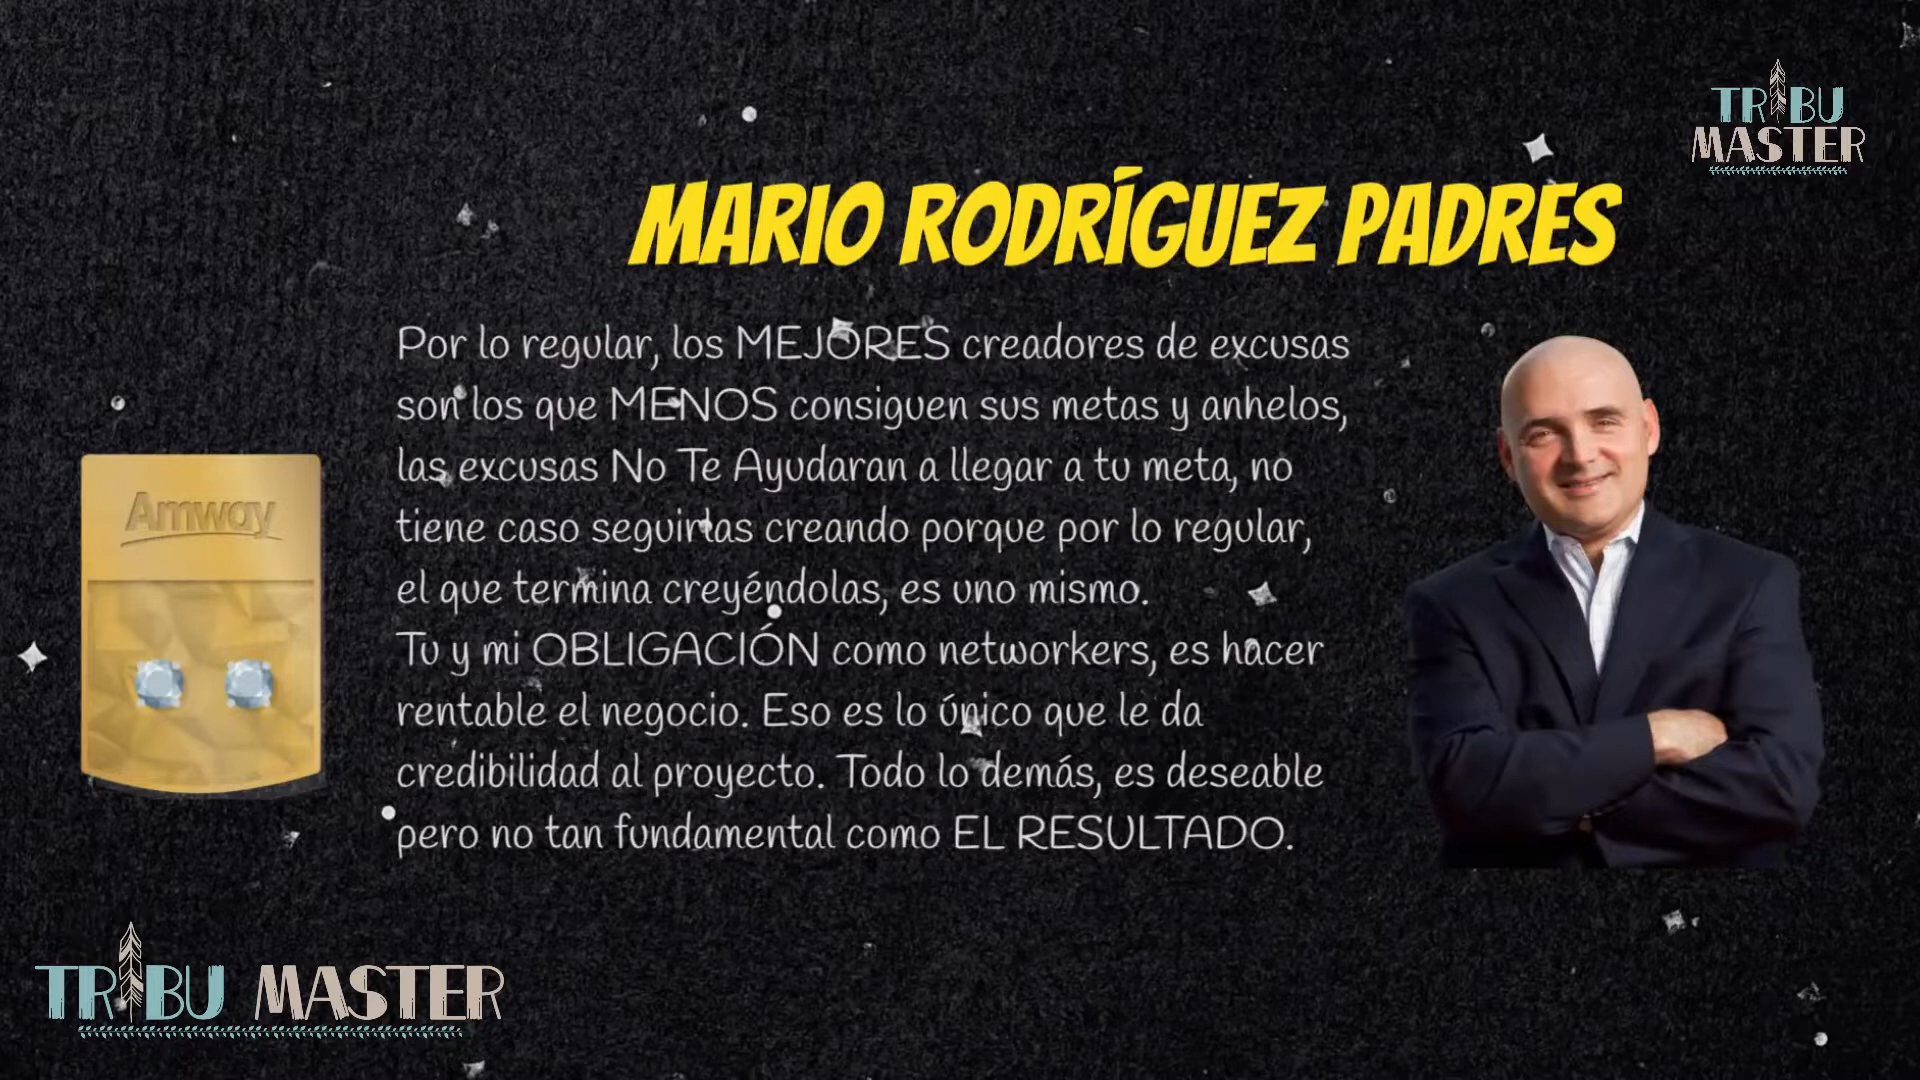 TRIBU
MASTER
MARIO RODRÍGUEZ PADRES
Por lo regular, los MEJORES creadores de excusas
son los que MENOS consiguen sus metas y anhelos,
las excusas No Te Ayudaran a llegar a tu meta, no
tiene caso seguirlas creando porque por lo regular,
el que termina creyéndolas, es uno mismo.
Tu y mi OBLIGACIÓN como networkers, es hacer
rentable el negocio. Eso es lo único que le da
credibilidad al proyecto. Todo lo demás, es deseable
pero no tan fundamental como EL RESULTADO.
Amway
TRIBU MASTER